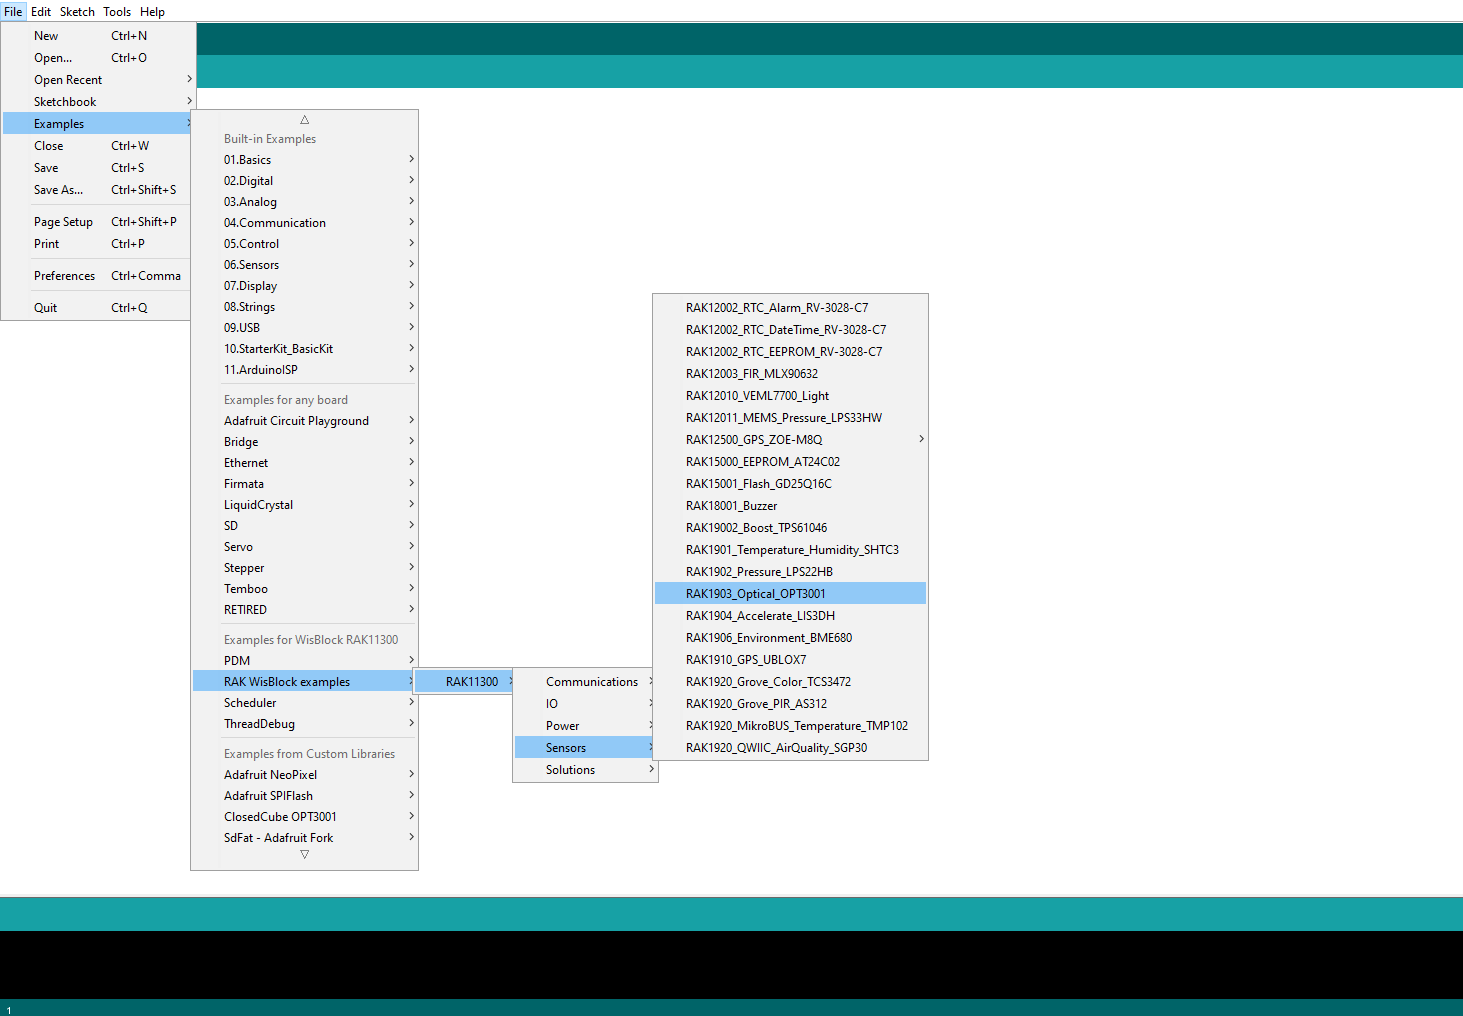 File Edit Sketch Tools Help
New Ctrl+N
Open... Ctrl+O
Open Recent
Sketchbook
Examples
Close Ctrl+W
Save Ctrl+S
Save As... Ctrl+Shift+S
Page Setup Ctrl+Shift+P
Print Ctrl+P
Preferences Ctrl+Comma
Quit Ctrl+Q
Built-in Examples
01.Basics
02.Digital
03.Analog
04.Communication
05.Control
06.Sensors
07.Display
08.Strings
09.USB
10.StarterKit_BasicKit
11.ArduinoISP
Examples for any board
Adafruit Circuit Playground
Bridge
Ethernet
Firmata
LiquidCrystal
SD
Servo
Stepper
Temboo
RETIRED
Examples for WisBlock RAK11300
PDM
RAK WisBlock examples
Scheduler
ThreadDebug
Examples from Custom Libraries
Adafruit NeoPixel
Adafruit SPIFlash
ClosedCube OPT3001
SdFat - Adafruit Fork
RAK11300
Communications
IO
Power
Sensors
Solutions
RAK12002_RTC_Alarm_RV-3028-C7
RAK12002_RTC_DateTime_RV-3028-C7
RAK12002_RTC_EEPROM_RV-3028-C7
RAK12003_FIR_MLX90632
RAK12010_VEML7700_Light
RAK12011_MEMS_Pressure_LPS33HW
RAK12500_GPS_ZOE-M8Q
RAK15000_EEPROM_AT24C02
RAK15001_Flash_GD25Q16C
RAK18001_Buzzer
RAK19002_Boost_TPS61046
RAK1901_Temperature_Humidity_SHTC3
RAK1902_Pressure_LPS22HB
RAK1903_Optical_OPT3001
RAK1904_Accelerate_LIS3DH
RAK1906_Environment_BME680
RAK1910_GPS_UBLOX7
RAK1920_Grove_Color_TCS3472
RAK1920_Grove_PIR_AS312
RAK1920_MikroBUS_Temperature_TMP102
RAK1920_QWIIC_AirQuality_SGP30
1